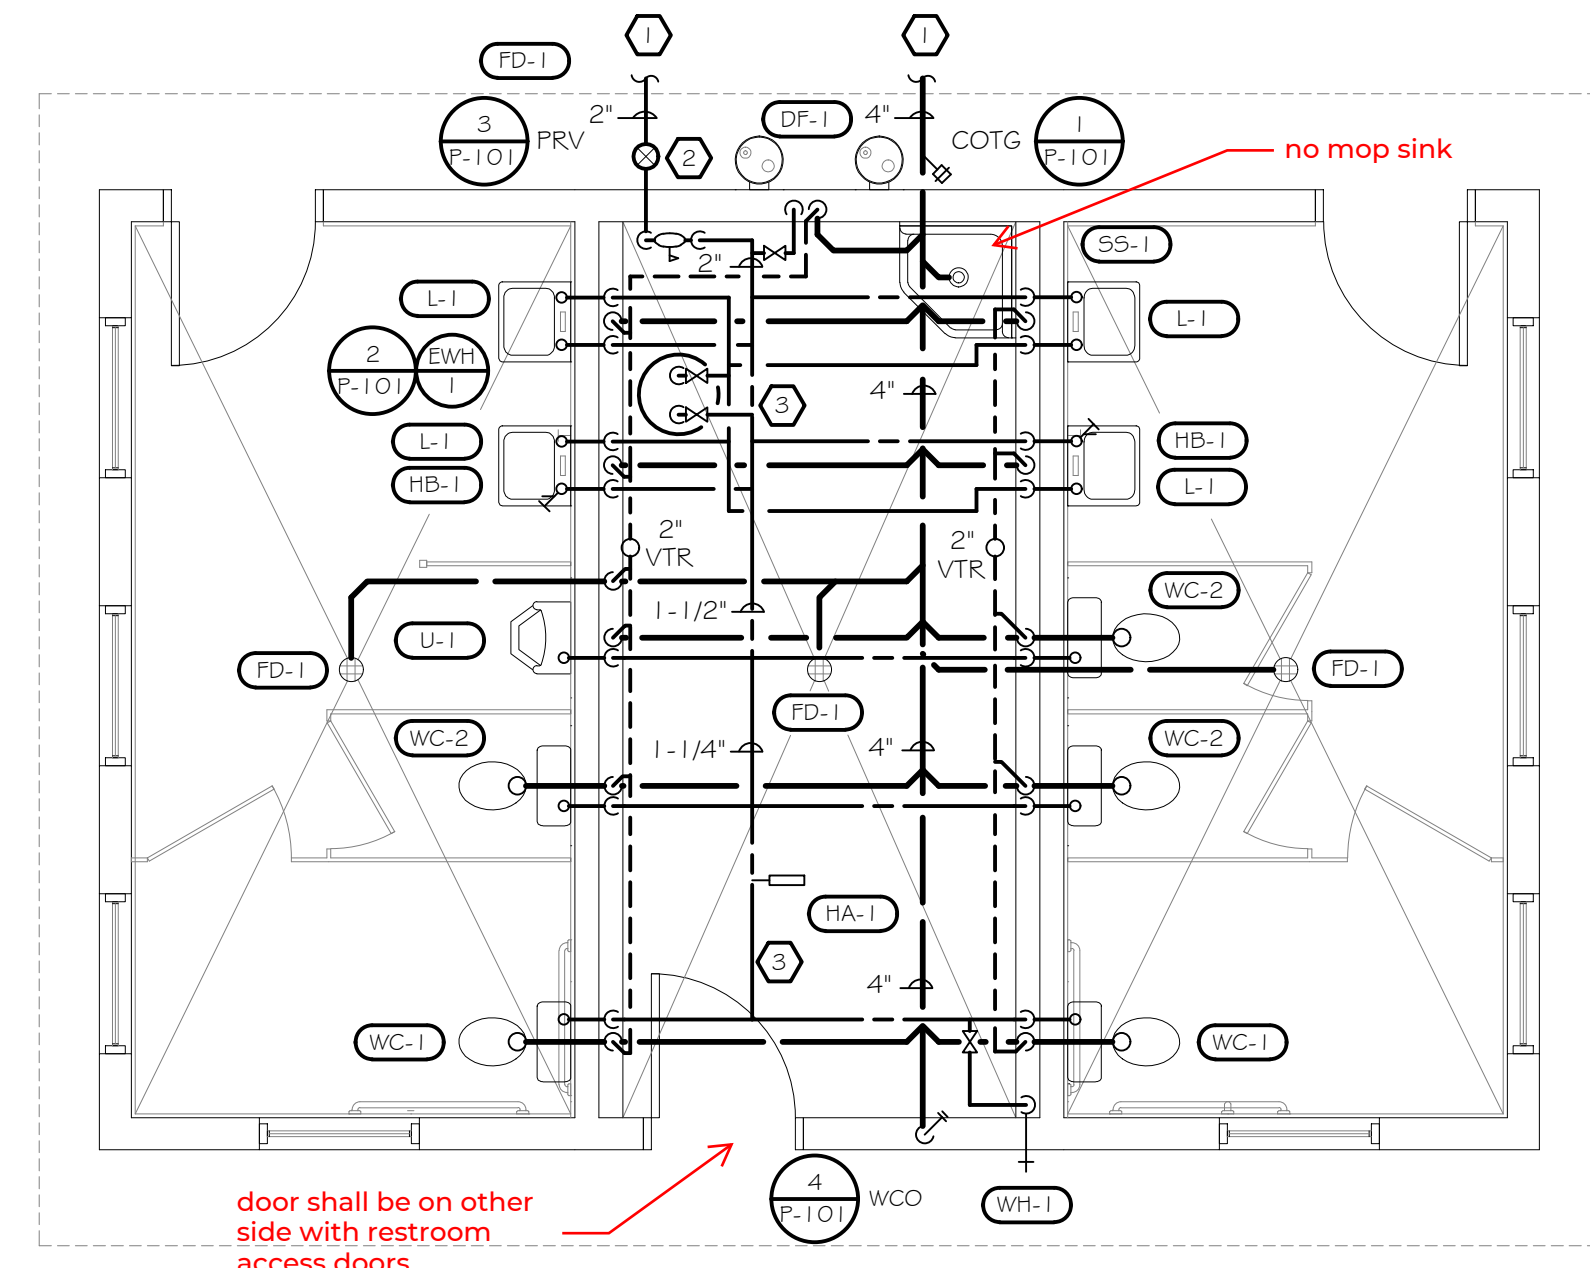 1
1
FD-1
3
P-101
PRV
2"
2
DF-1
4"
COTG
1
P-101
no mop sink
SS-1
2"
L-1
L-1
2
P-101
EWH
1
3
4"
L-1
HB-1
HB-1
L-1
2"
VTR
2"
VTR
WC-2
1-1/2"
U-1
FD-1
FD-1
FD-1
WC-2
1-1/4"
4"
WC-2
HA-1
3
4"
WC-1
WC-1
4
P-101
WCO
WH-1
door shall be on other
side with restroom
access doors